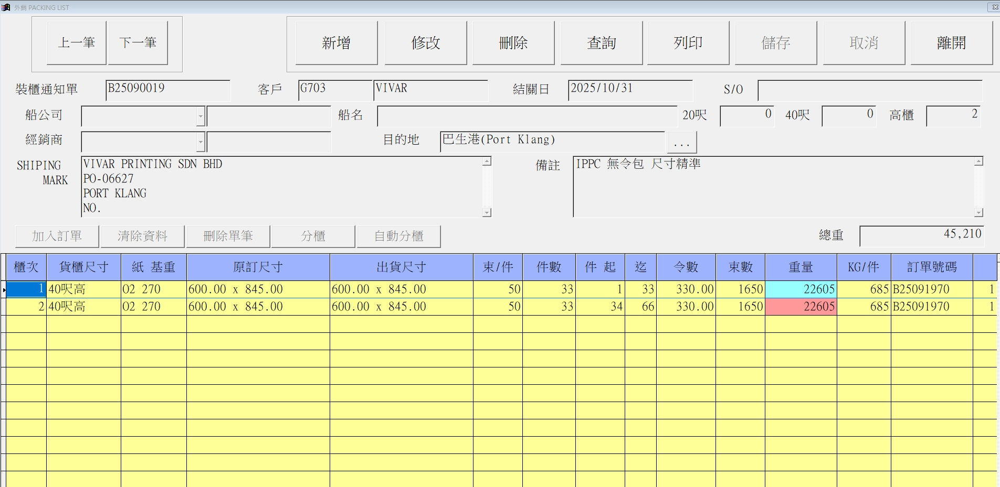 外銷 PACKING LIST
上一筆 下一筆 新增 修改 刪除 查詢 列印 儲存 取消 離開
裝櫃通知單 B25090019 客戶 G703 VIVAR 結關日 2025/10/31 S/O
船公司 船名 20呎 0 40呎 0 高櫃 2
經銷商 目的地 巴生港(Port Klang) ...
SHIPING MARK
VIVAR PRINTING SDN BHD
PO-06627
PORT KLANG
NO.
備註 IPPC 無令包 尺寸精準
加入訂單 清除資料 刪除單筆 分櫃 自動分櫃 總重 45,210
櫃次 貨櫃尺寸 紙 基重 原訂尺寸 出貨尺寸 束/件 件數 件 起 迄 令數 束數 重量 KG/件 訂單號碼
1 40呎高 O2 270 600.00 x 845.00 600.00 x 845.00 50 33 1 33 330.00 1650 22605 685 B25091970 1
2 40呎高 O2 270 600.00 x 845.00 600.00 x 845.00 50 33 34 66 330.00 1650 22605 685 B25091970 1